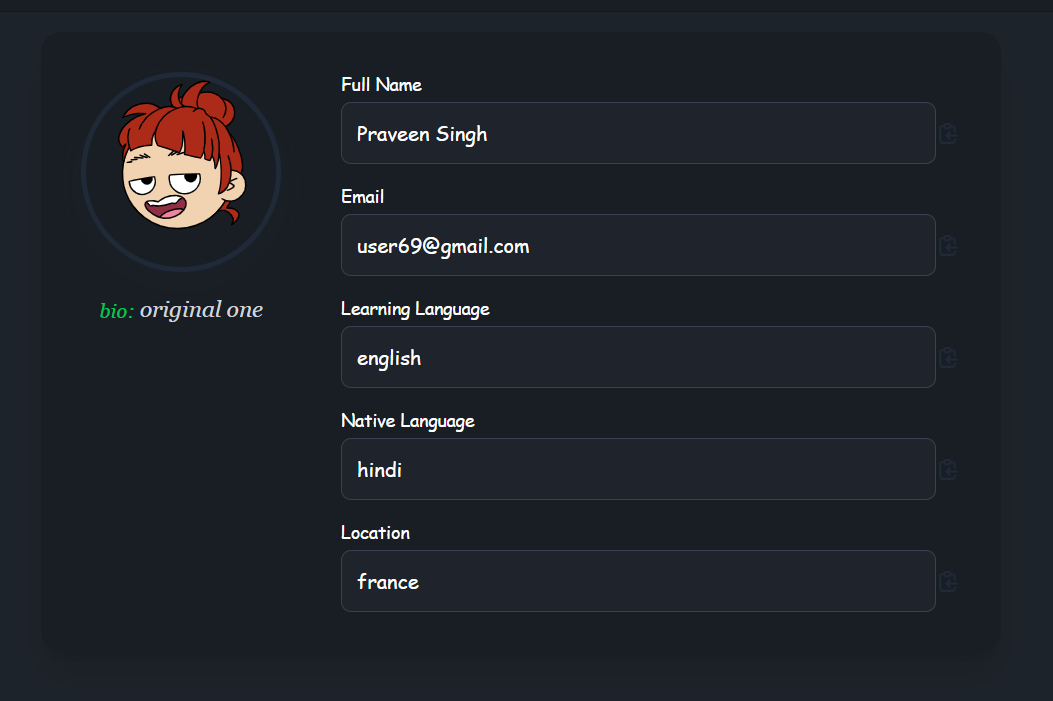 bio: original one
Full Name
Praveen Singh
Email
user69@gmail.com
Learning Language
english
Native Language
hindi
Location
france